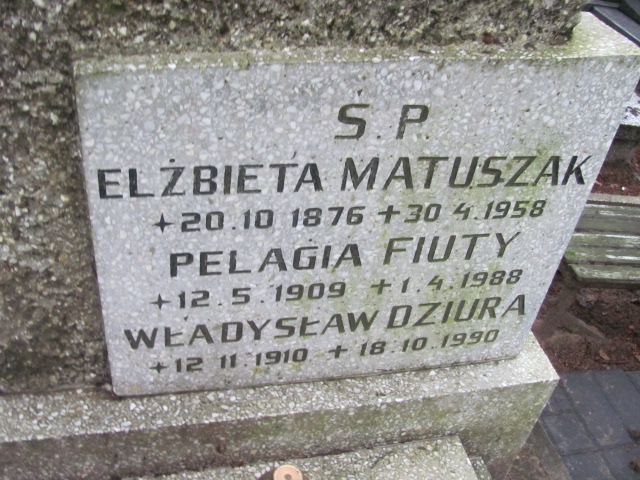 Ś.P.
ELŻBIETA MATUSZAK
+20.10 1876 +30 4.1958
PELAGIA FIUTY
+12.5.1909 +1.4.1988
WŁADYSŁAW DZIURA
+12 11.1910 + 18.10.1990